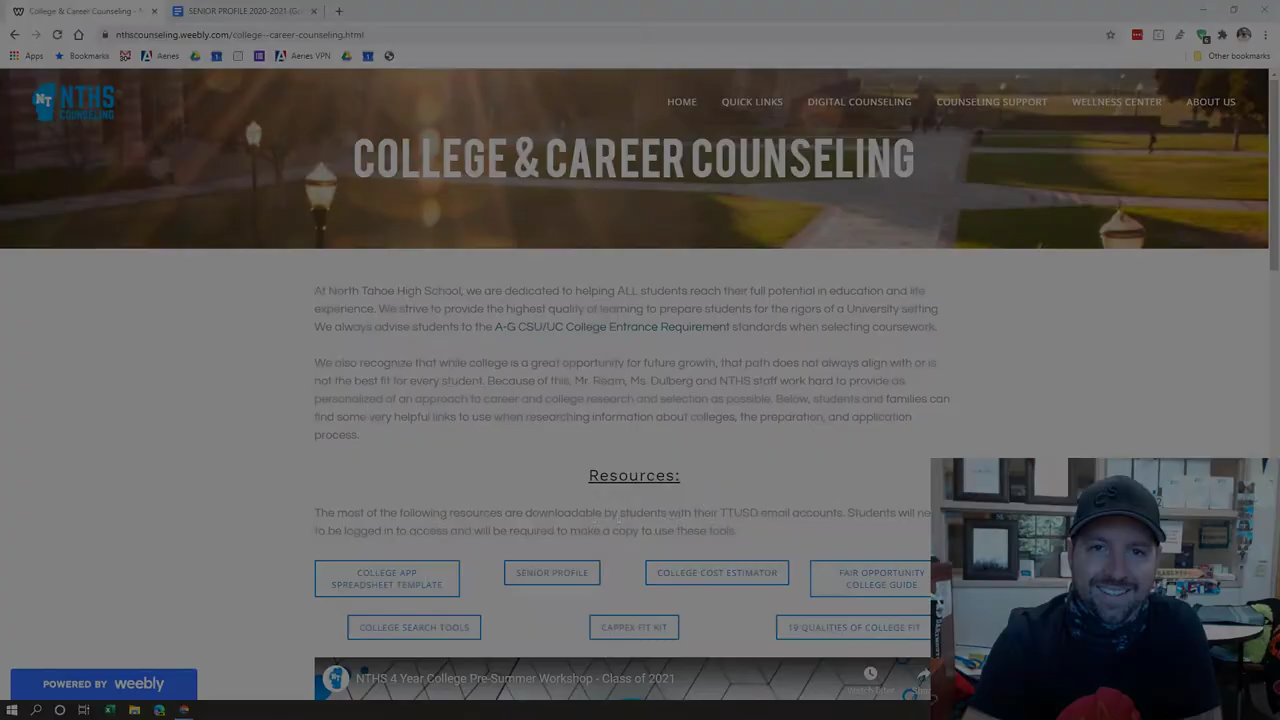 College & Career Counseling - N
SENIOR PROFILE 2020-2021 (G
nthscounseling.weebly.com/college--career-counseling.html
Apps
Bookmarks
Aeries
Aeries VPN
Other bookmarks
NT NTHS
COUNSELING
HOME
QUICK LINKS
DIGITAL COUNSELING
COUNSELING SUPPORT
WELLNESS CENTER
ABOUT US
COLLEGE & CAREER COUNSELING
At North Tahoe High School, we are dedicated to helping ALL students reach their full potential in education and life
experience. We strive to provide the highest quality of learning to prepare students for the rigors of a University setting
We always advise students to the A-G CSU/UC College Entrance Requirement standards when selecting coursework.
We also recognize that while college is a great opportunity for future growth, that path does not always align with or is
not the best fit for every student. Because of this, Mr. Ream, Ms. Dulberg and NTHS staff work hard to provide as
personalized of an approach to career and college research and selection as possible. Below, students and families can
find some very helpful links to use when researching information about colleges, the preparation, and application
process.
Resources:
The most of the following resources are downloadable by students with their TTUSD email accounts. Students will ne
to be logged in to access and will be required to make a copy to use these tools.
COLLEGE APP
SPREADSHEET TEMPLATE
SENIOR PROFILE
COLLEGE COST ESTIMATOR
FAIR OPPORTUNITY
COLLEGE GUIDE
COLLEGE SEARCH TOOLS
CAPPEX FIT KIT
19 QUALITIES OF COLLEGE FIT
NTHS 4 Year College Pre-Summer Workshop - Class of 2021
Watch later
POWERED BY weebly